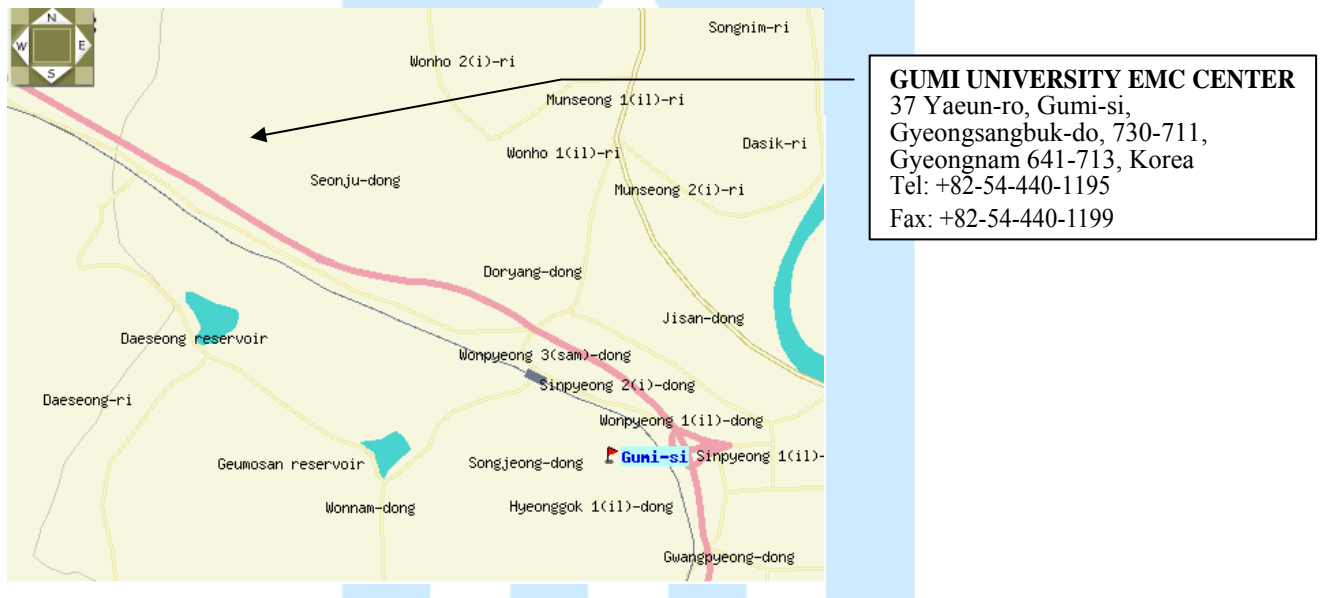 N
W
E
S
Songnim-ri
Wonho 2(i)-ri
Munseong 1(il)-ri
Dasik-ri
Wonho 1(il)-ri
Seonju-dong
Munseong 2(i)-ri
Doryang-dong
Jisan-dong
Daeseong reservoir
Wonpyeong 3(sam)-dong
Sinpyeong 2(i)-dong
Daeseong-ri
Wonpyeong 1(il)-dong
Geumosan reservoir
Songjeong-dong
Gumi-si
Sinpyeong 1(il)-
Wonnam-dong
Hyeonggok 1(il)-dong
Gwangpyeong-dong
GUMI UNIVERSITY EMC CENTER
37 Yaeun-ro, Gumi-si,
Gyeongsangbuk-do, 730-711,
Gyeongnam 641-713, Korea
Tel: +82-54-440-1195
Fax: +82-54-440-1199